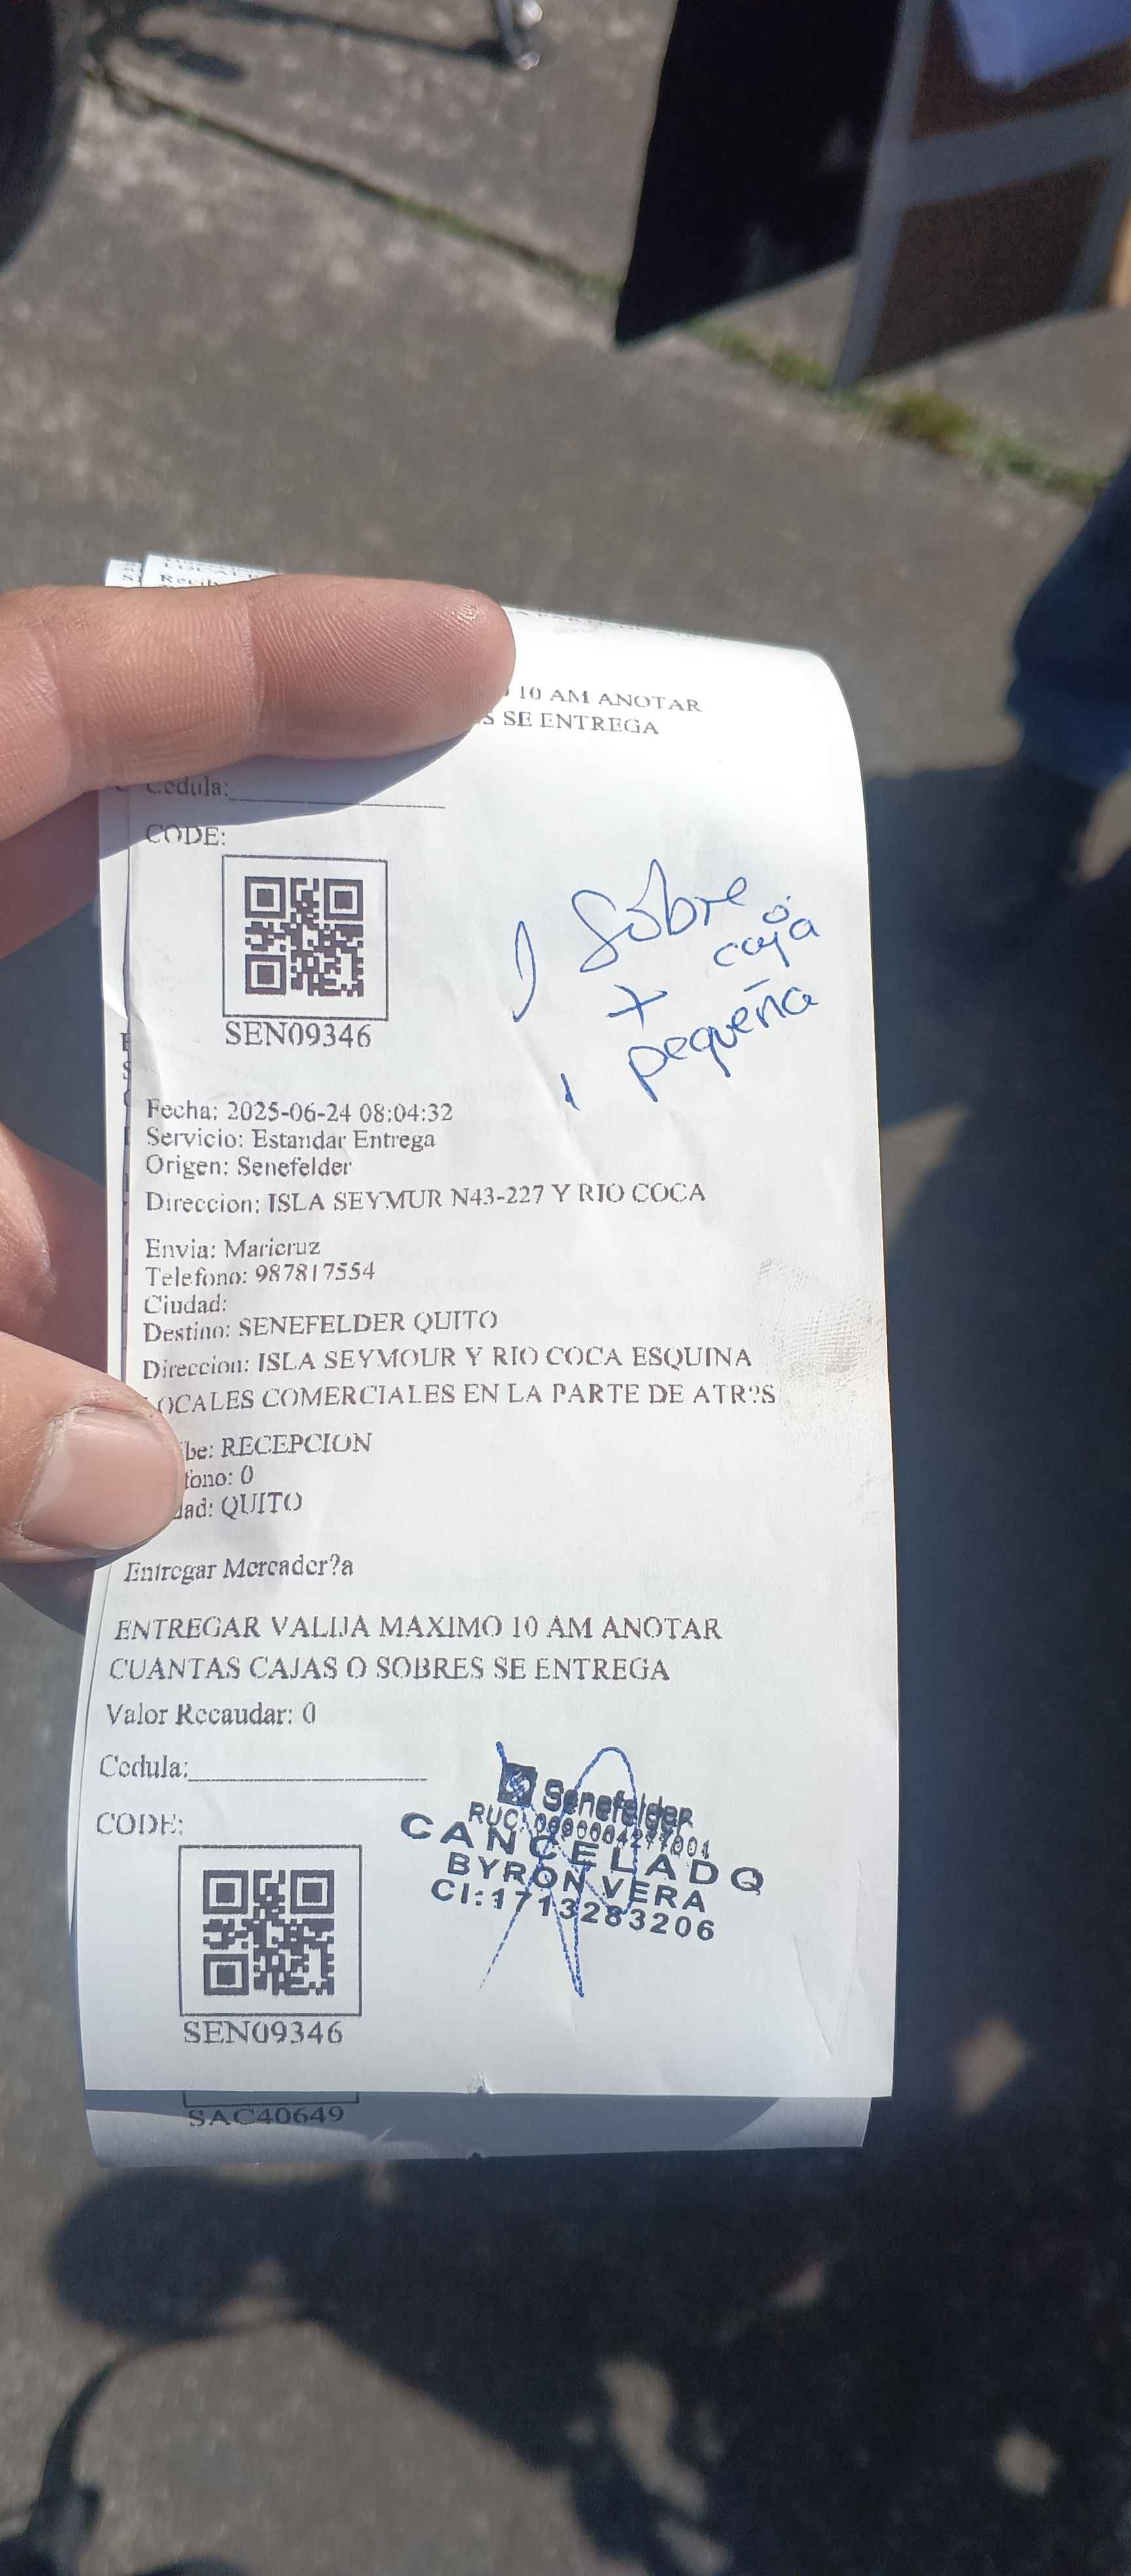 10 AM ANOTAR
S SE ENTREGA
Cedula:
CODE:
SEN09346
1 Sobre
+ caja
1 pequeña
Fecha: 2025-06-24 08:04:32
Servicio: Estandar Entrega
Origen: Senefelder
Direccion: ISLA SEYMUR N43-227 Y RIO COCA
Envia: Maricruz
Telefono: 987817554
Ciudad:
Destino: SENEFELDER QUITO
Direccion: ISLA SEYMOUR Y RIO COCA ESQUINA
OCALES COMERCIALES EN LA PARTE DE ATR?S
be: RECEPCION
fono: 0
dad: QUITO
Entregar Mercader?a
ENTREGAR VALIJA MAXIMO 10 AM ANOTAR
CUANTAS CAJAS O SOBRES SE ENTREGA
Valor Recaudar: 0
Cedula:
CODE:
Senefelder
RUC:
CANCELADO
BYRON VERA
CI:1713283206
SEN09346
SAC40649